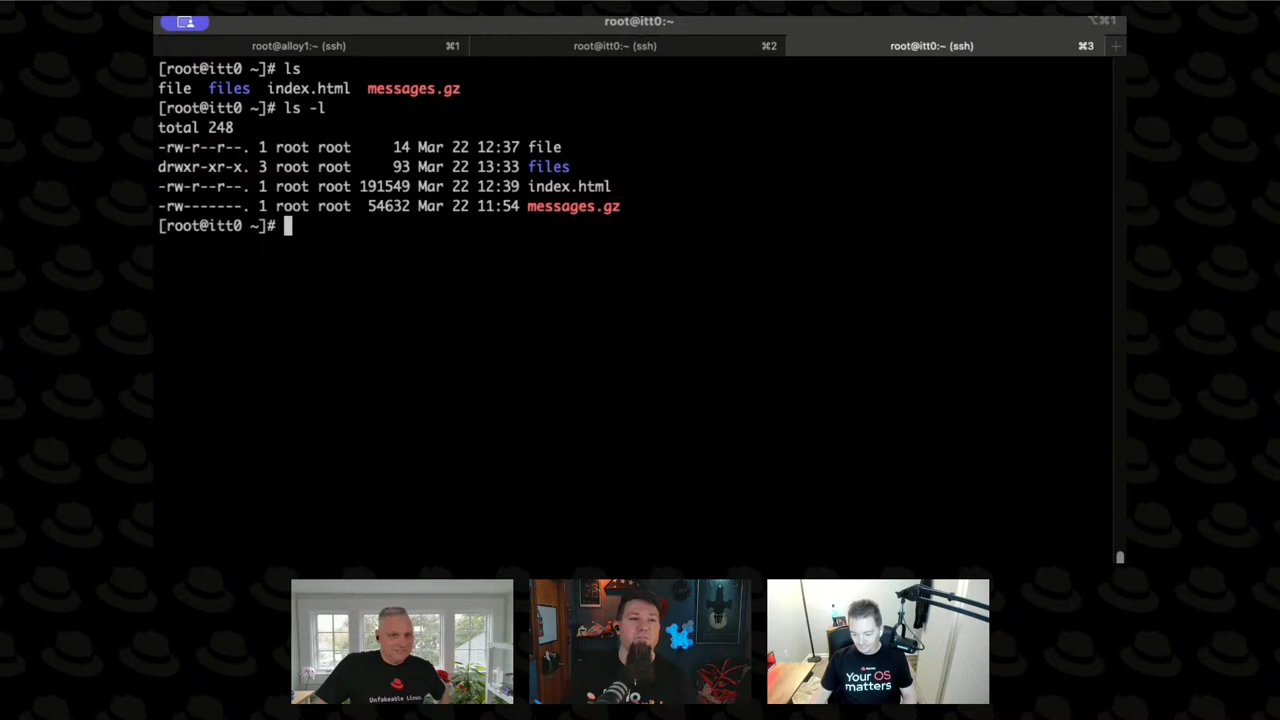 root@itt0:~
⌥⌘1
root@alloy1:~ (ssh) ⌘1 root@itt0:~ (ssh) ⌘2 root@itt0:~ (ssh) ⌘3 +
[root@itt0 ~]# ls
file files index.html messages.gz
[root@itt0 ~]# ls -l
total 248
-rw-r--r--. 1 root root 14 Mar 22 12:37 file
drwxr-xr-x. 3 root root 93 Mar 22 13:33 files
-rw-r--r--. 1 root root 191549 Mar 22 12:39 index.html
-rw-------. 1 root root 54632 Mar 22 11:54 messages.gz
[root@itt0 ~]#
Unfakeable Linux.
Your OS
matters